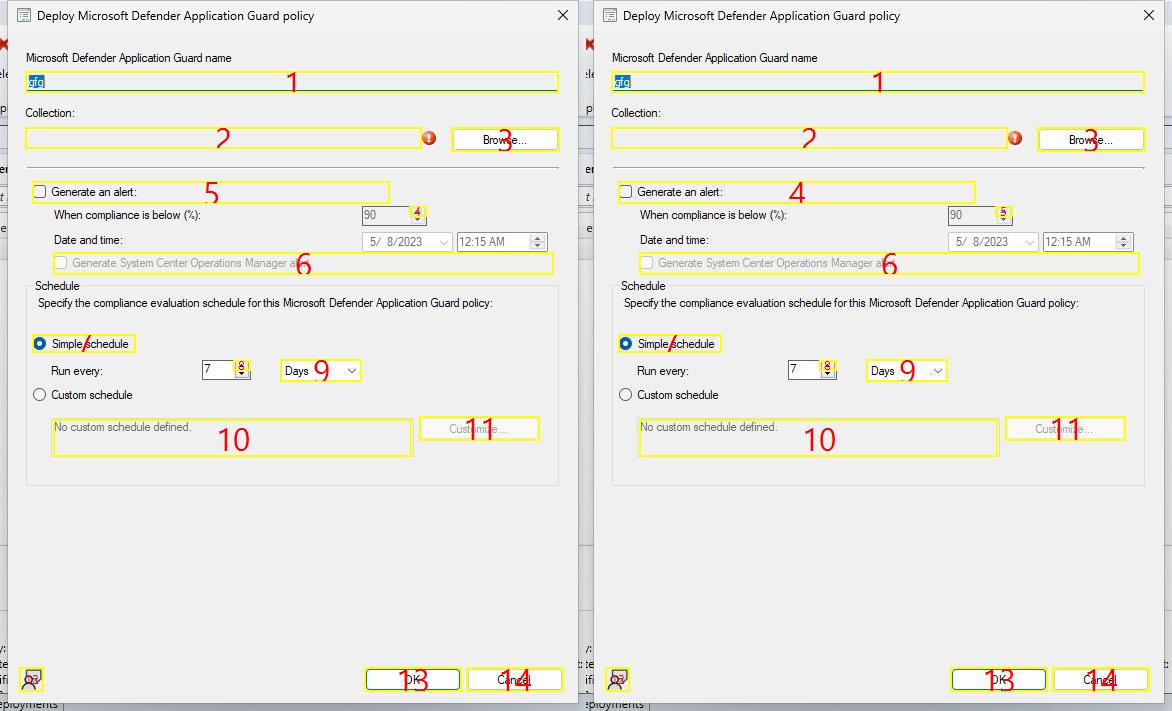 Deploy Microsoft Defender Application Guard policy
Microsoft Defender Application Guard name
gfg
1
Collection:
2
Browse...
3
Generate an alert:
5
When compliance is below (%):
90
4
Date and time:
5/ 8/2023
12:15 AM
Generate System Center Operations Manager alert
6
Schedule
Specify the compliance evaluation schedule for this Microsoft Defender Application Guard policy:
Simple schedule
7
Run every:
7
8
Days
9
Custom schedule
No custom schedule defined.
10
Customize...
11
OK
13
Cancel
14
eployments
Deploy Microsoft Defender Application Guard policy
Microsoft Defender Application Guard name
gfg
1
Collection:
2
Browse...
3
Generate an alert:
4
When compliance is below (%):
90
5
Date and time:
5/ 8/2023
12:15 AM
Generate System Center Operations Manager alert
6
Schedule
Specify the compliance evaluation schedule for this Microsoft Defender Application Guard policy:
Simple schedule
7
Run every:
7
8
Days
9
Custom schedule
No custom schedule defined.
10
Customize...
11
OK
13
Cancel
14
eployments